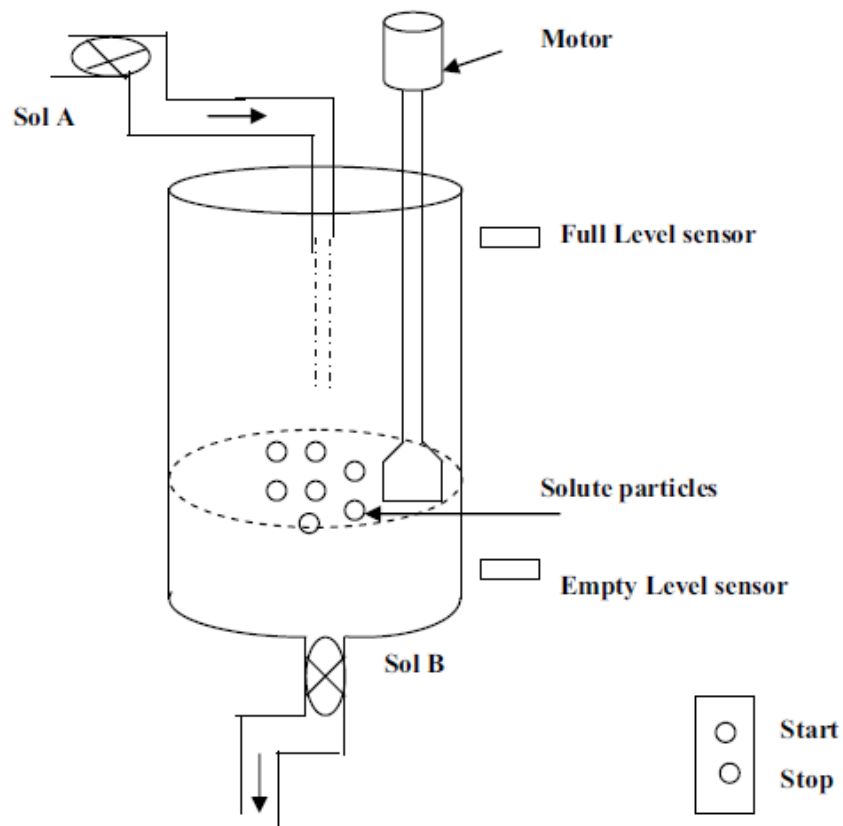 Motor
Sol A
Full Level sensor
Solute particles
Empty Level sensor
Sol B
Start
Stop